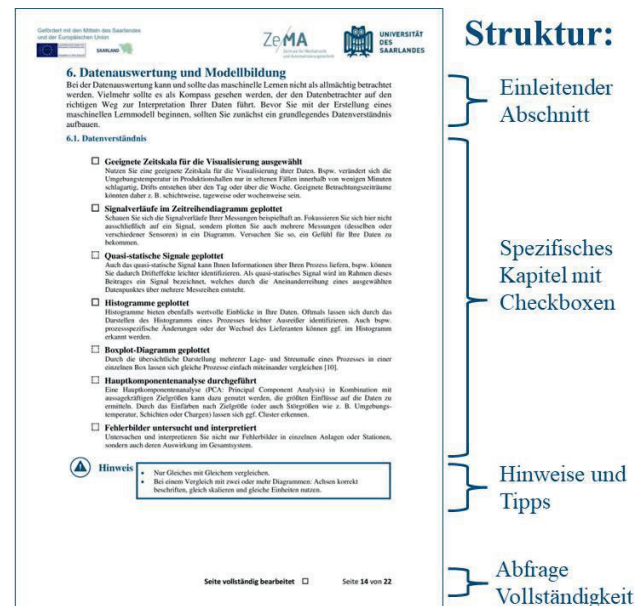 Gefördert mit den Mitteln des Saarlandes
und der Europäischen Union
SAARLAND
ZeMA
Zentrum für Mechatronik
und Automatisierungstechnik
UNIVERSITÄT
DES
SAARLANDES
Struktur:
6. Datenauswertung und Modellbildung
Bei der Datenauswertung kann und sollte das maschinelle Lernen nicht als allmächtig betrachtet
werden. Vielmehr sollte es als Kompass gesehen werden, der den Datenbetrachter auf den
richtigen Weg zur Interpretation Ihrer Daten führt. Bevor Sie mit der Erstellung eines
maschinellen Lernmodell beginnen, sollten Sie zunächst ein grundlegendes Datenverständnis
aufbauen.
Einleitender
Abschnitt
6.1. Datenverständnis
☐ Geeignete Zeitskala für die Visualisierung ausgewählt
Nutzen Sie eine geeignete Zeitskala für die Visualisierung ihrer Daten. Bspw. verändert sich die
Umgebungstemperatur in Produktionshallen nur in seltenen Fällen innerhalb von wenigen Minuten
schlagartig, Drifts entstehen über den Tag oder über die Woche. Geeignete Betrachtungszeiträume
könnten daher z. B. schichtweise, tageweise oder wochenweise sein.
☐ Signalverläufe im Zeitreihendiagramm geplottet
Schauen Sie sich die Signalverläufe Ihrer Messungen beispielhaft an. Fokussieren Sie sich hier nicht
ausschließlich auf ein Signal, sondern plotten Sie auch mehrere Messungen (desselben oder
verschiedener Sensoren) in ein Diagramm. Versuchen Sie so, ein Gefühl für Ihre Daten zu
bekommen.
☐ Quasi-statische Signale geplottet
Auch das quasi-statische Signal kann Ihnen Informationen über Ihren Prozess liefern, bspw. können
Sie dadurch Drifteffekte leichter identifizieren. Als quasi-statisches Signal wird im Rahmen dieses
Beitrages ein Signal bezeichnet, welches durch die Aneinanderreihung eines ausgewählten
Datenpunktes über mehrere Messreihen entsteht.
☐ Histogramme geplottet
Histogramme bieten ebenfalls wertvolle Einblicke in Ihre Daten. Oftmals lassen sich durch das
Darstellen des Histogramms eines Prozesses leichter Ausreißer identifizieren. Auch bspw.
prozessspezifische Änderungen oder der Wechsel des Lieferanten können ggf. im Histogramm
erkannt werden.
☐ Boxplot-Diagramm geplottet
Durch die übersichtliche Darstellung mehrerer Lage- und Streumaße eines Prozesses in einer
einzelnen Box lassen sich gleiche Prozesse einfach miteinander vergleichen [10].
☐ Hauptkomponentenanalyse durchgeführt
Eine Hauptkomponentenanalyse (PCA: Principal Component Analysis) in Kombination mit
aussagekräftigen Zielgrößen kann dazu genutzt werden, die größten Einflüsse auf die Daten zu
ermitteln. Durch das Einfärben nach Zielgröße (oder auch Störgrößen wie z. B. Umgebungs-
temperatur, Schichten oder Charges) lassen sich ggf. Cluster erkennen.
☐ Fehlerbilder untersucht und interpretiert
Untersuchen und interpretieren Sie nicht nur Fehlerbilder in einzelnen Anlagen oder Stationen,
sondern auch deren Auswirkung im Gesamtsystem.
Spezifisches
Kapitel mit
Checkboxen
Hinweis
• Nur Gleiches mit Gleichem vergleichen.
• Bei einem Vergleich mit zwei oder mehr Diagrammen: Achsen korrekt
beschriften, gleich skalieren und gleiche Einheiten nutzen.
Hinweise und
Tipps
Seite vollständig bearbeitet ☐ Seite 14 von 22
Abfrage
Vollständigkeit